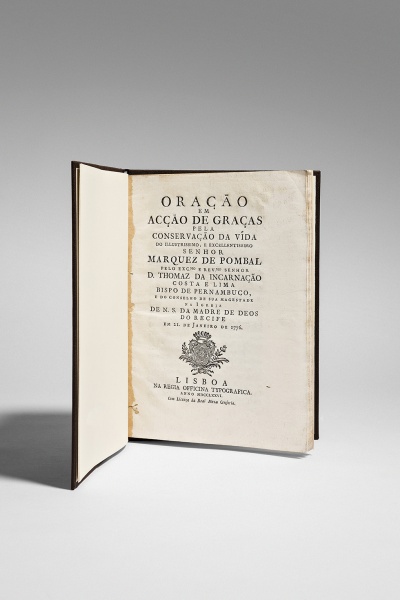 ORAÇÃO
EM
ACÇÃO DE GRAÇAS
PELA
CONSERVAÇÃO DA VIDA
DO ILLUSTRISSIMO, E EXCELLENTISSIMO
SENHOR
MARQUEZ DE POMBAL
PELO EXC.MO E REV.MO SENHOR
D. THOMAZ DA INCARNAÇÃO
COSTA E LIMA
BISPO DE PERNAMBUCO,
E DO CONSELHO DE SUA MAGESTADE
NA IGREJA
DE N. S. DA MADRE DE DEOS
DO RECIFE
EM 21. DE JANEIRO DE 1776.
LISBOA
NA REGIA OFFICINA TYPOGRAFICA.
ANNO MDCCLXXVI.
Com Licença da Real Meza Censoria.